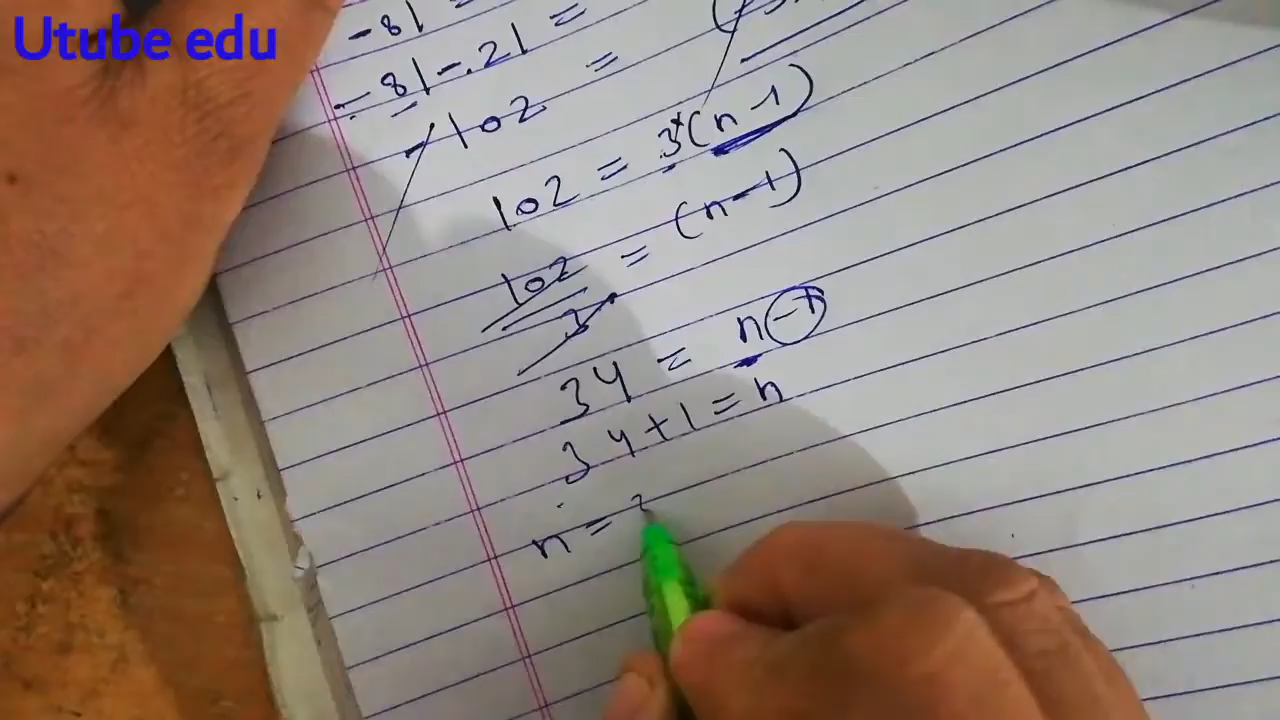 Utube edu
-81 =
-81-21 =
-102 =
102 = 3(n-1)
102/3 = (n-1)
34 = n-1
34+1 = n
n =